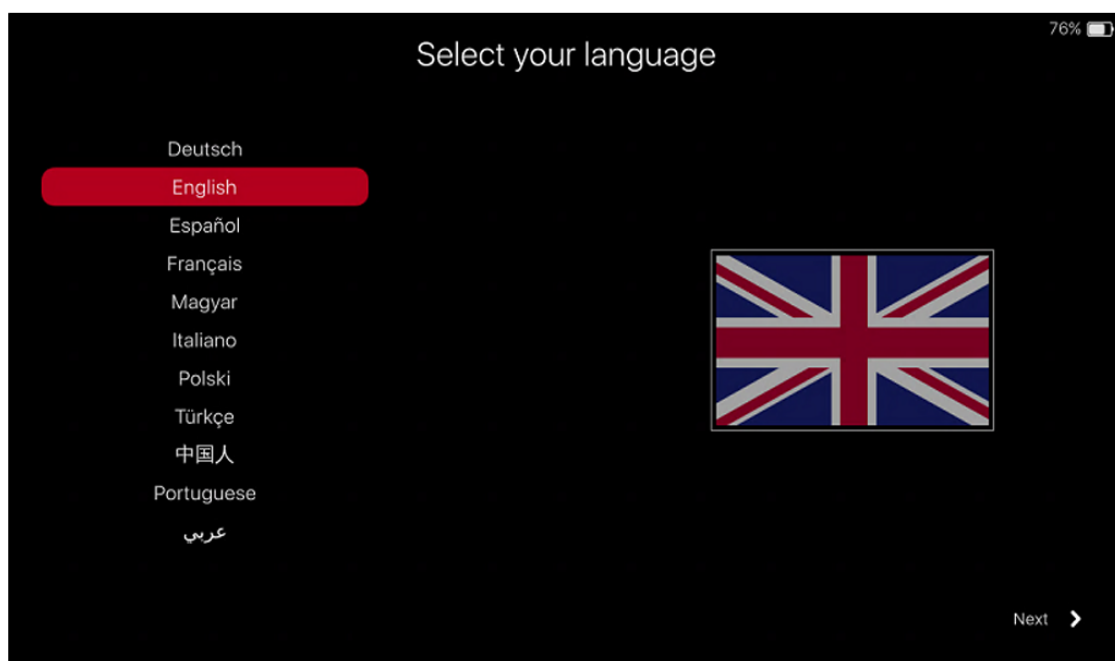 76%
Select your language
Deutsch
English
Español
Français
Magyar
Italiano
Polski
Türkçe
中国人
Portuguese
عربي
Next